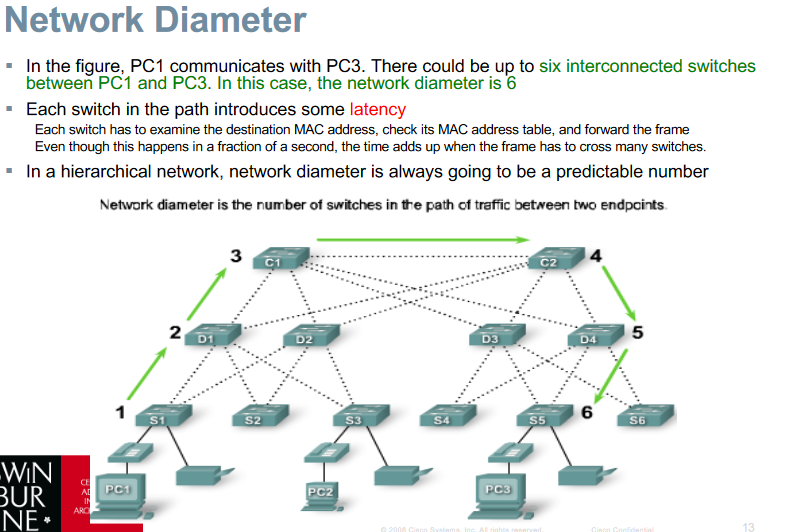 Network Diameter
In the figure, PC1 communicates with PC3. There could be up to six interconnected switches
between PC1 and PC3. In this case, the network diameter is 6
Each switch in the path introduces some latency
Each switch has to examine the destination MAC address, check its MAC address table, and forward the frame
Even though this happens in a fraction of a second, the time adds up when the frame has to cross many switches.
In a hierarchical network, network diameter is always going to be a predictable number
Network diameter is the number of switches in the path of traffic between two endpoints.
3 C1 C2 4
2 D1 D2 D3 D4 5
1 S1 S2 S3 S4 S5 6 S6
PC1 PC2 PC3
WIN
BUR
NE
CE
AD
IN
ARC
© 2008 Cisco Systems, Inc. All rights reserved. Cisco Confidential 13